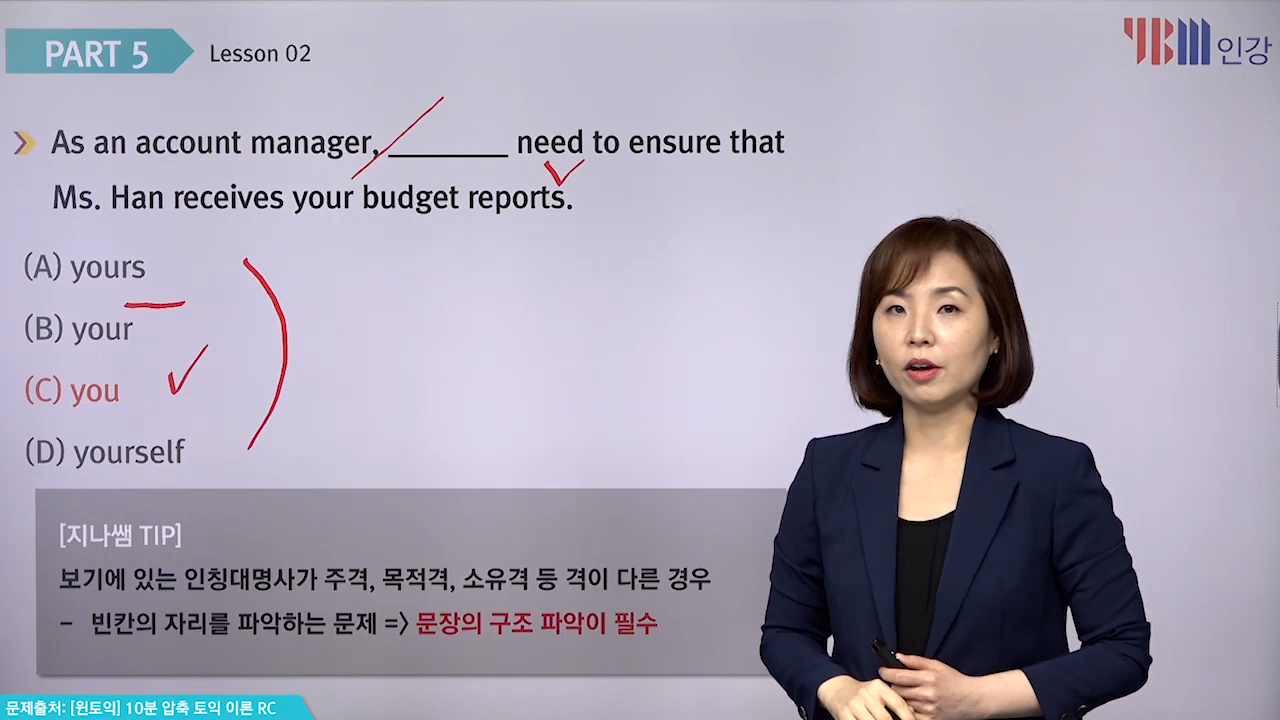 PART 5
Lesson 02
YBM 인강
As an account manager, ________ need to ensure that
Ms. Han receives your budget reports.
(A) yours
(B) your
(C) you
(D) yourself
[지나쌤 TIP]
보기에 있는 인칭대명사가 주격, 목적격, 소유격 등 격이 다른 경우
- 빈칸의 자리를 파악하는 문제 => 문장의 구조 파악이 필수
문제출처: [윈토익] 10분 압축 토익 이론 RC